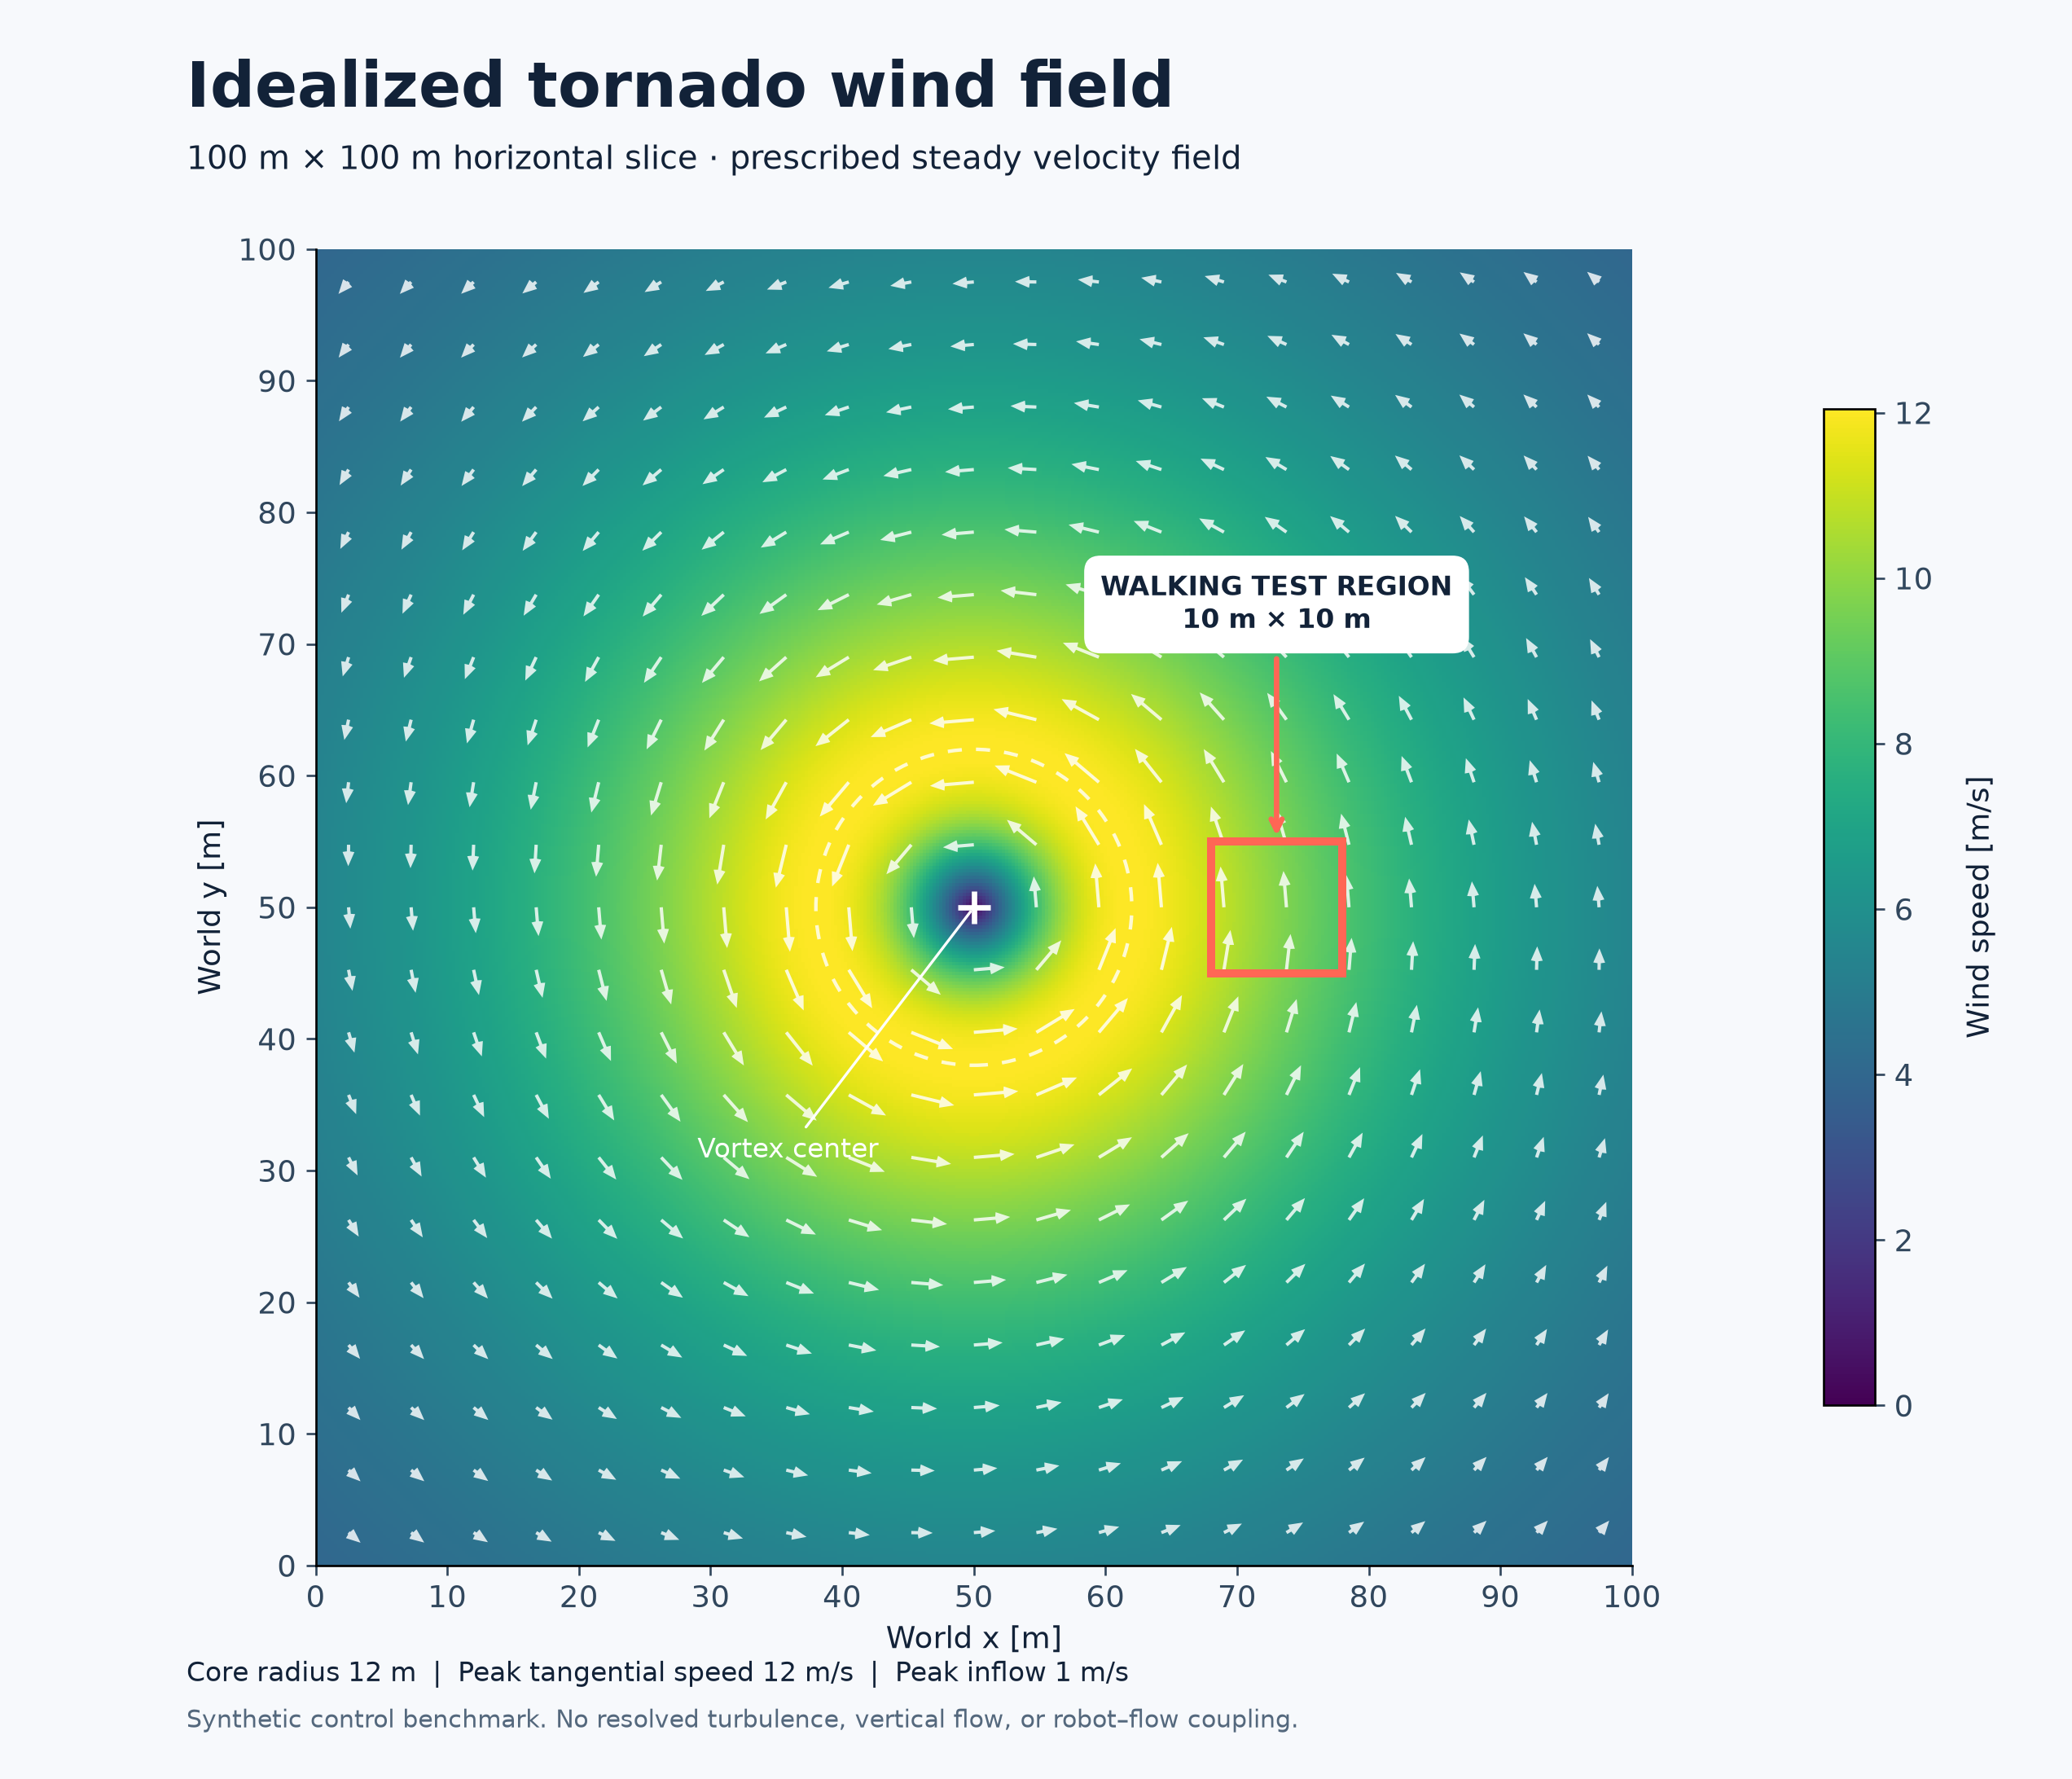 Idealized tornado wind field
100 m × 100 m horizontal slice · prescribed steady velocity field
100
90
80
70
60
50
40
30
20
10
0
World y [m]
WALKING TEST REGION
10 m × 10 m
Vortex center
0 10 20 30 40 50 60 70 80 90 100
World x [m]
12
10
8
6
4
2
0
Wind speed [m/s]
Core radius 12 m | Peak tangential speed 12 m/s | Peak inflow 1 m/s
Synthetic control benchmark. No resolved turbulence, vertical flow, or robot–flow coupling.